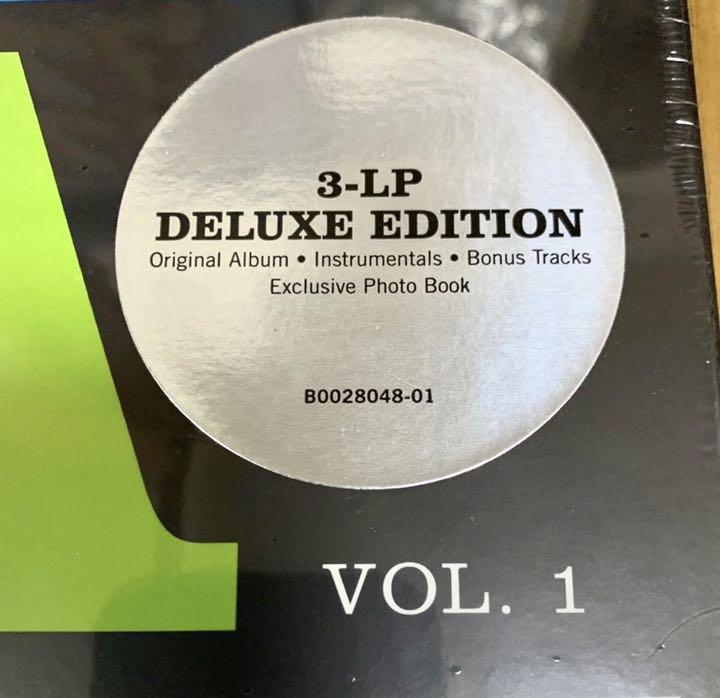 3-LP
DELUXE EDITION
Original Album • Instrumentals • Bonus Tracks
Exclusive Photo Book
B0028048-01
VOL. 1